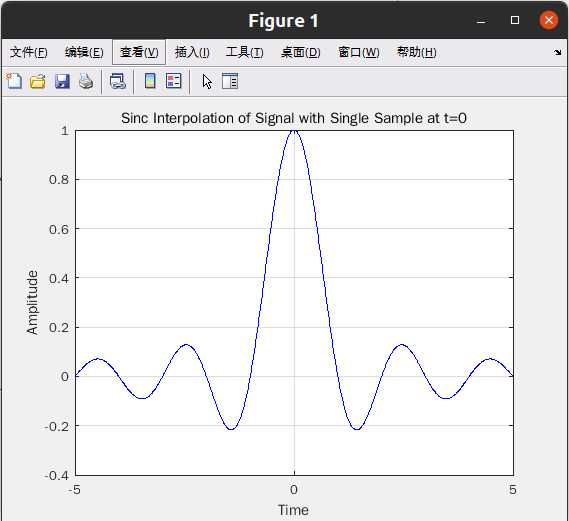 Figure 1
文件(F) 编辑(E) 查看(V) 插入(I) 工具(T) 桌面(D) 窗口(W) 帮助(H)
Sinc Interpolation of Signal with Single Sample at t=0
1
0.8
0.6
0.4
0.2
0
-0.2
-0.4
Amplitude
-5 0 5
Time